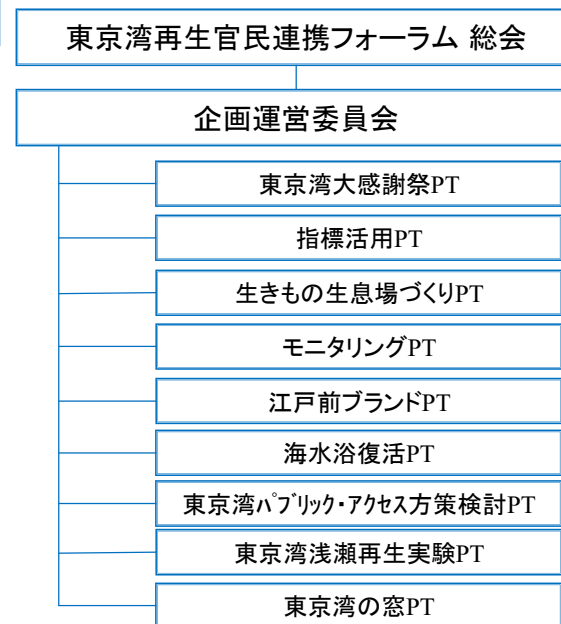 東京湾再生官民連携フォーラム 総会
企画運営委員会
東京湾大感謝祭PT
指標活用PT
生きもの生息場づくりPT
モニタリングPT
江戸前ブランドPT
海水浴復活PT
東京湾ﾊﾟﾌﾞﾘｯｸ・ｱｸｾｽ方策検討PT
東京湾浅瀬再生実験PT
東京湾の窓PT